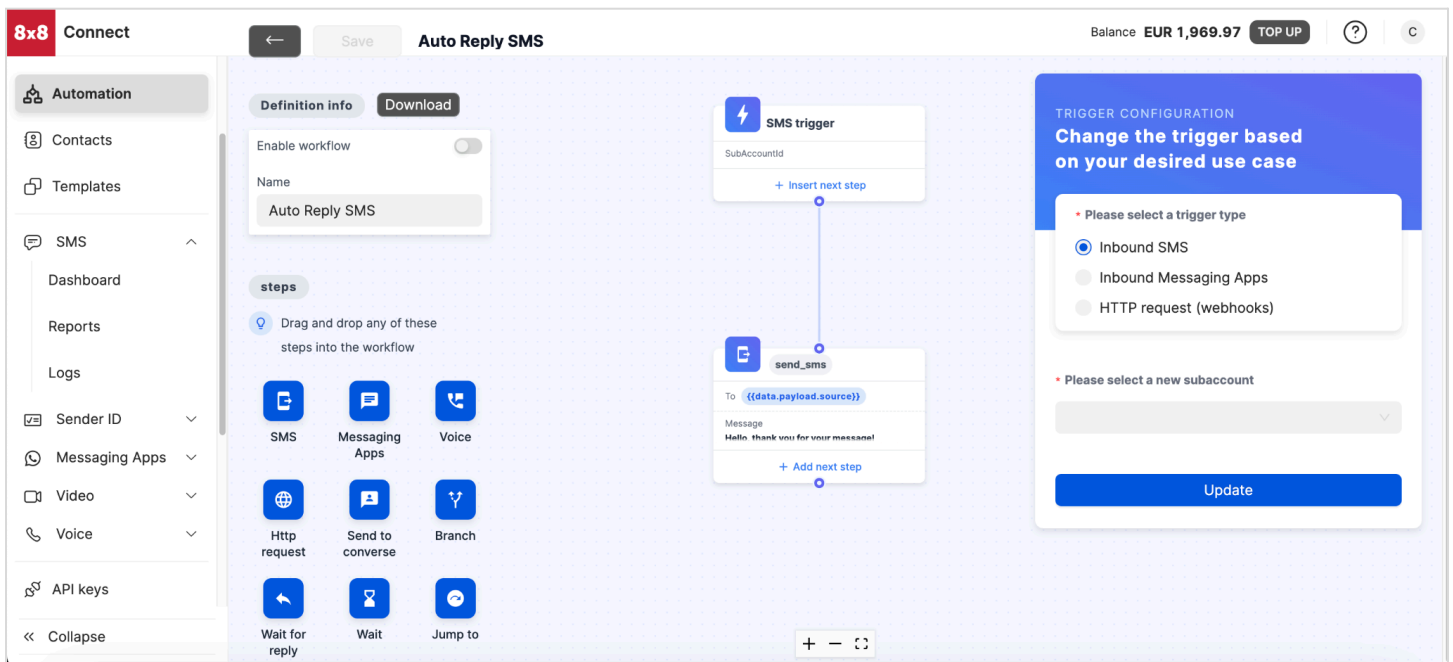 8x8 Connect
← Save Auto Reply SMS
Balance EUR 1,969.97 TOP UP ? C
Automation
Contacts
Templates
SMS
Dashboard
Reports
Logs
Sender ID
Messaging Apps
Video
Voice
API keys
Collapse
Definition info Download
Enable workflow
Name
Auto Reply SMS
steps
Drag and drop any of these
steps into the workflow
SMS
Messaging
Apps
Voice
Http
request
Send to
converse
Branch
Wait for
reply
Wait
Jump to
SMS trigger
SubAccountId
+ Insert next step
send_sms
To {{data.payload.source}}
Message
Hello, thank you for your message!
+ Add next step
TRIGGER CONFIGURATION
Change the trigger based
on your desired use case
* Please select a trigger type
Inbound SMS
Inbound Messaging Apps
HTTP request (webhooks)
* Please select a new subaccount
Update